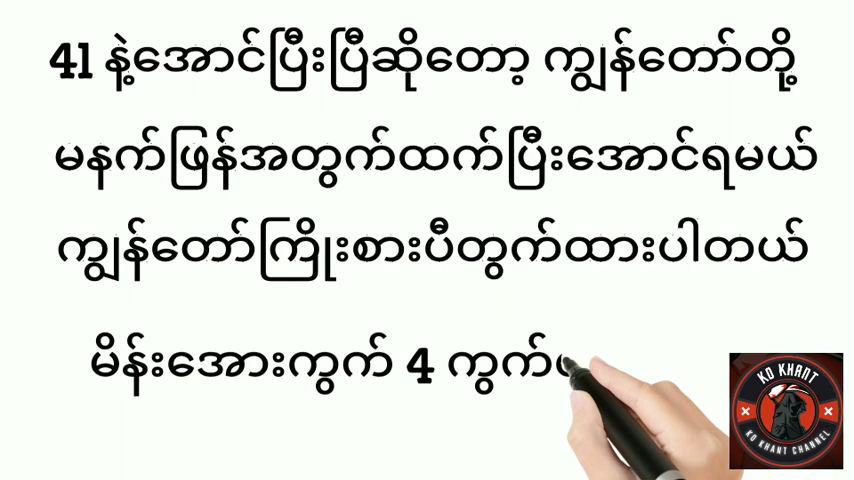 41 နဲ့အောင်ပြီးပြီဆိုတော့ ကျွန်တော်တို့
မနက်ဖြန်အတွက်ထက်ပြီးအောင်ရမယ်
ကျွန်တော်ကြိုးစားပီတွက်ထားပါတယ်
မိန်းအေးကွက် 4 ကွက်
KO KHANT
KO KHANT CHANNEL